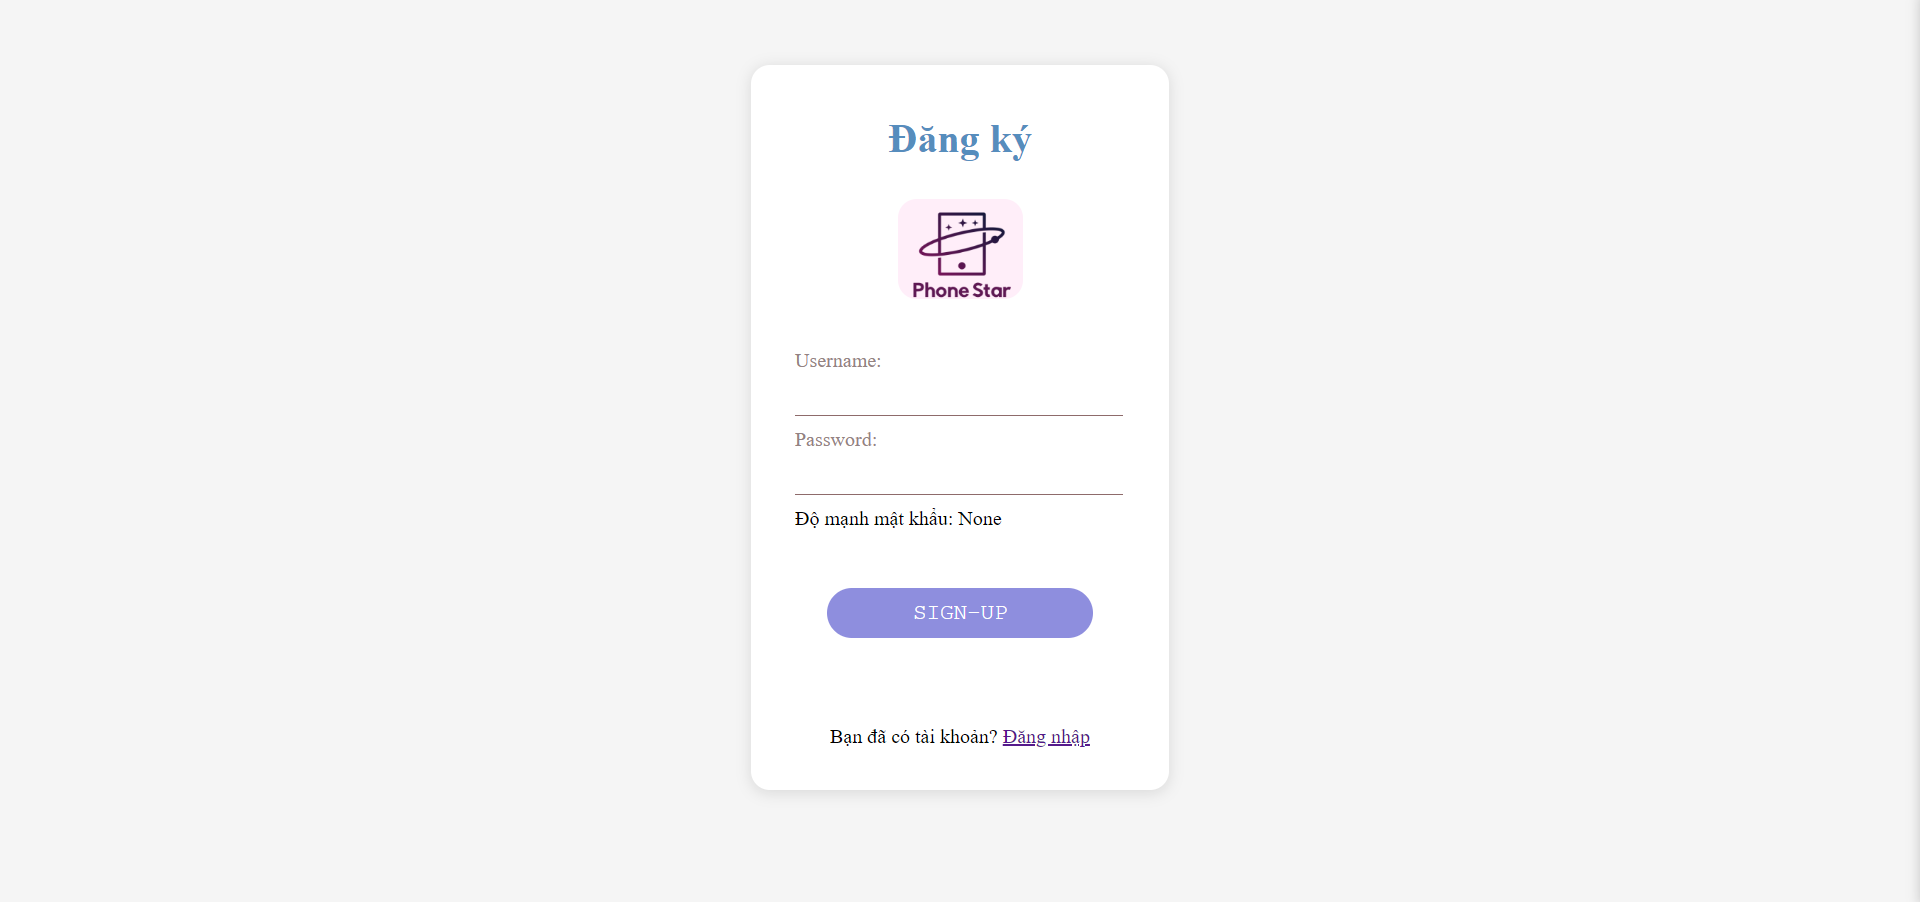 Đăng ký
Phone Star
Username:
Password:
Độ mạnh mật khẩu: None
SIGN-UP
Bạn đã có tài khoản? Đăng nhập